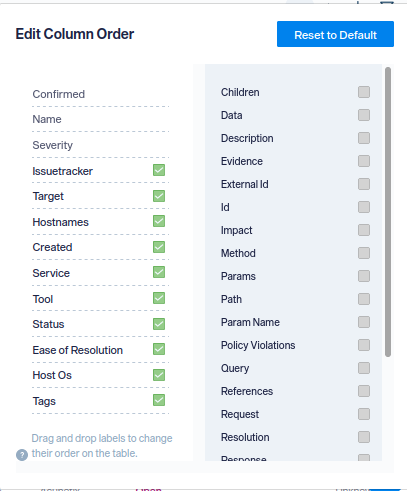 Edit Column Order
Reset to Default
Confirmed
Name
Severity
Issuetracker
Target
Hostnames
Created
Service
Tool
Status
Ease of Resolution
Host Os
Tags
Drag and drop labels to change
? their order on the table.
Children
Data
Description
Evidence
External Id
Id
Impact
Method
Params
Path
Param Name
Policy Violations
Query
References
Request
Resolution
Response